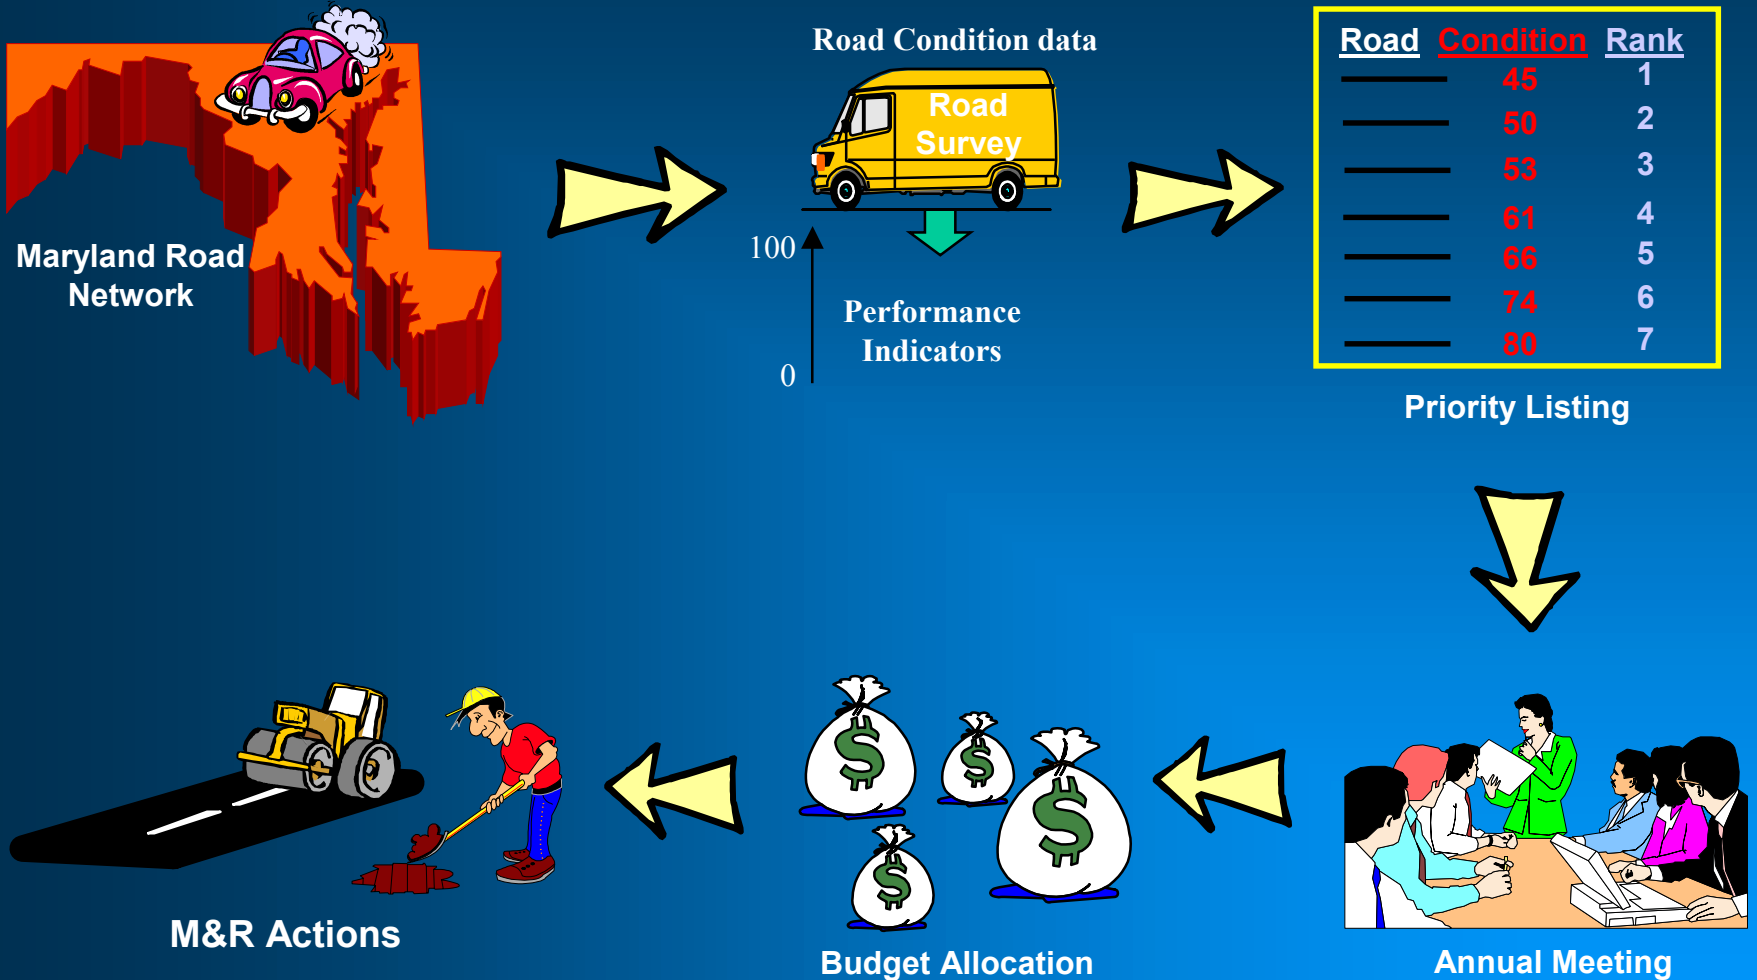 Maryland Road
Network
Road Condition data
Road
Survey
100
0
Performance
Indicators
Road Condition Rank
45 1
50 2
53 3
61 4
66 5
74 6
80 7
Priority Listing
Annual Meeting
$ $ $ $
Budget Allocation
M&R Actions